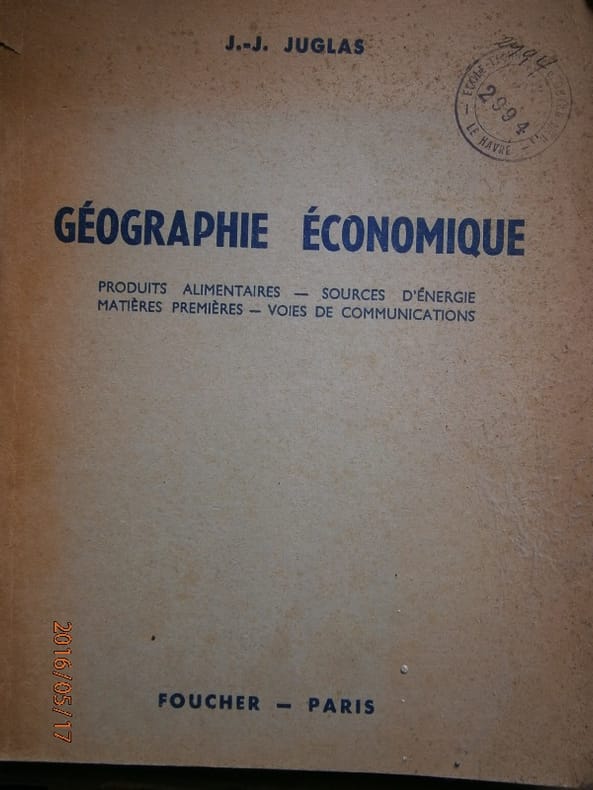 J.-J. JUGLAS
2994
2994
LE HAVRE
GÉOGRAPHIE ÉCONOMIQUE
PRODUITS ALIMENTAIRES — SOURCES D'ÉNERGIE
MATIÈRES PREMIÈRES — VOIES DE COMMUNICATIONS
2016/05/17
FOUCHER — PARIS